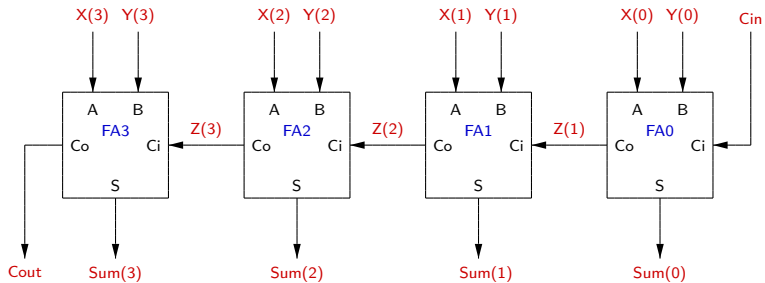 X(3) Y(3) X(2) Y(2) X(1) Y(1) X(0) Y(0) Cin
A B A B A B A B
FA3 FA2 FA1 FA0
Z(3) Z(2) Z(1)
Co Ci Co Ci Co Ci Co Ci
S S S S
Cout Sum(3) Sum(2) Sum(1) Sum(0)